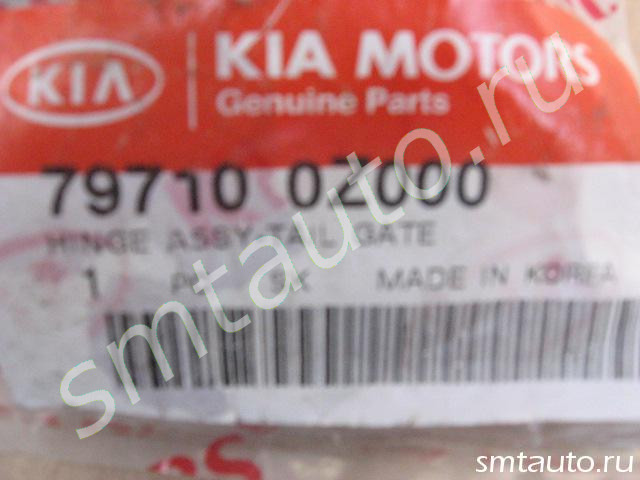 KIA
KIA MOTORS
Genuine Parts
79710 0Z000
HINGE ASSY-TAIL GATE
1 SK MADE IN KOREA
smtauto.ru
smtauto.ru